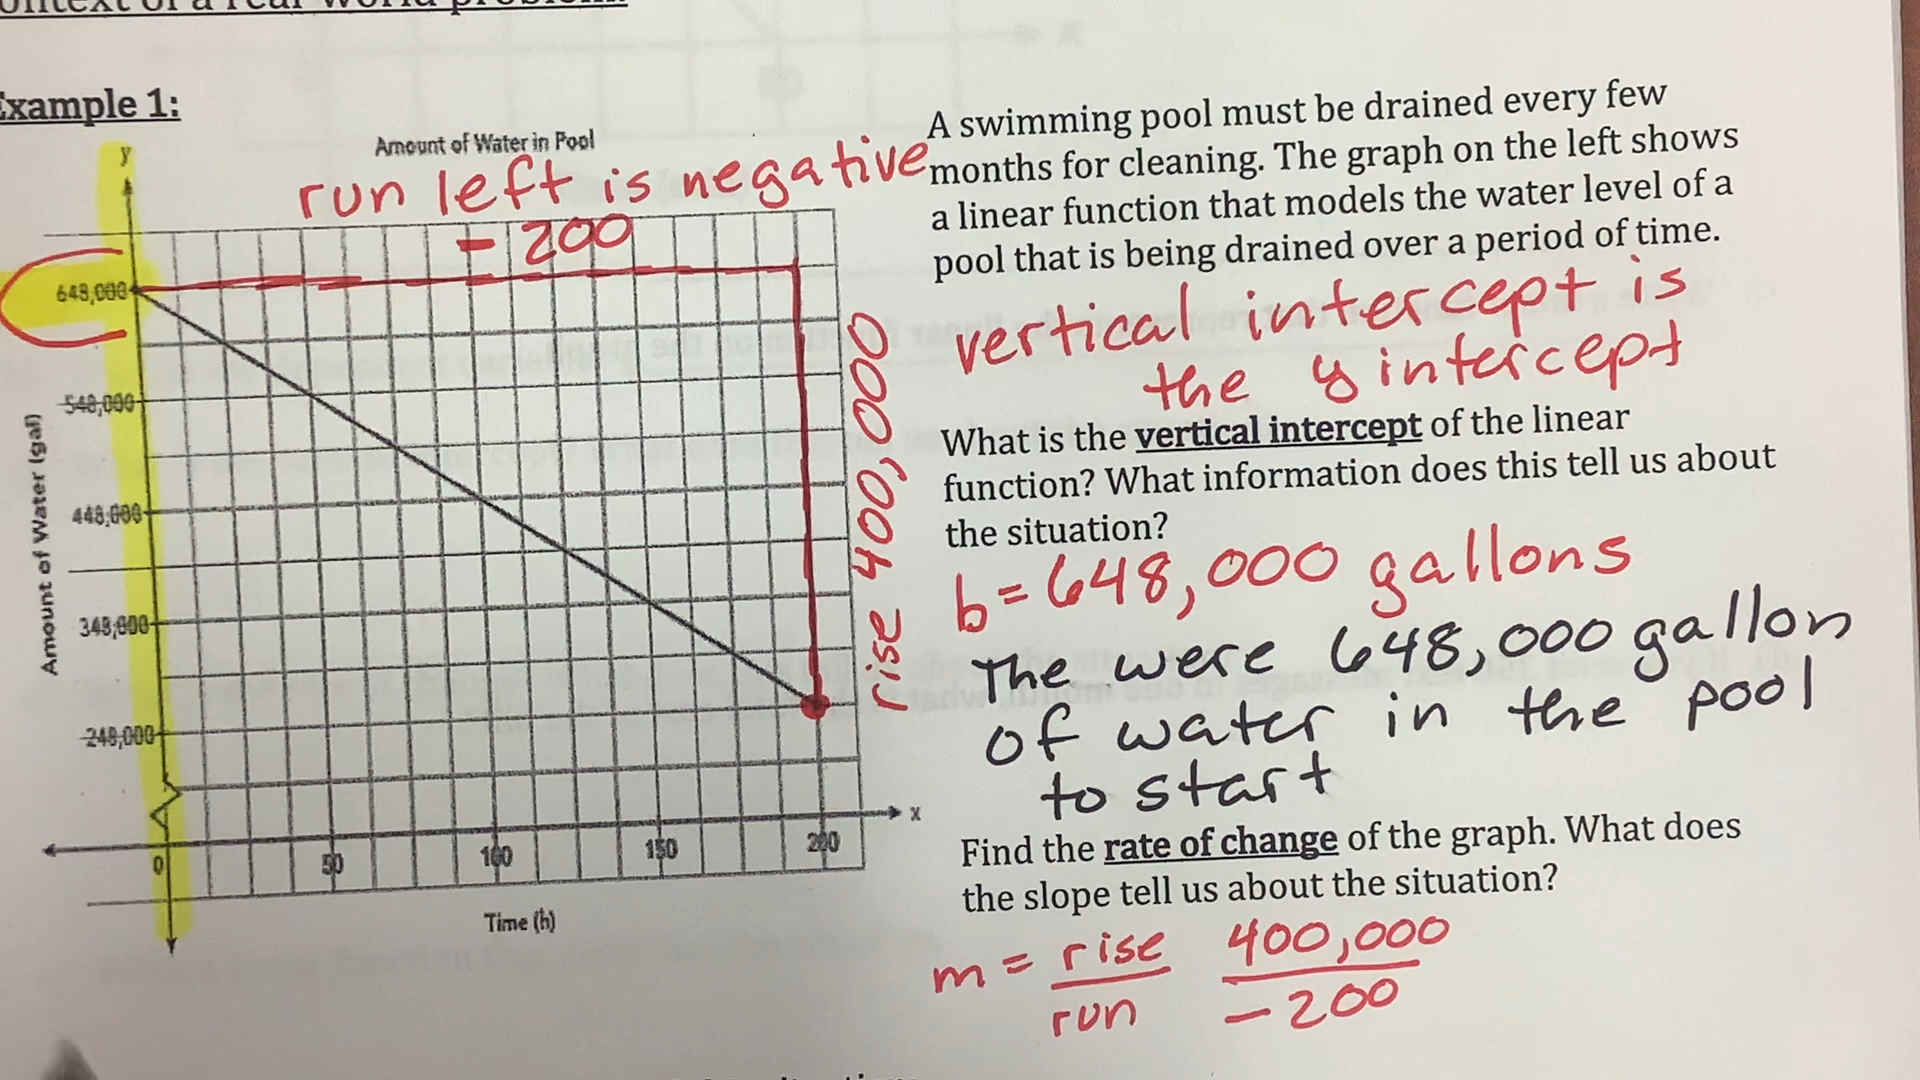 Example 1:
Amount of Water in Pool
y
run left is negative
- 200
648,000
548,000
448,000
348,000
248,000
Amount of Water (gal)
rise 400,000
0
50
100
150
200
x
Time (h)
A swimming pool must be drained every few
months for cleaning. The graph on the left shows
a linear function that models the water level of a
pool that is being drained over a period of time.
vertical intercept is
the y intercept
What is the vertical intercept of the linear
function? What information does this tell us about
the situation?
b = 648,000 gallons
The were 648,000 gallon
of water in the pool
to start
Find the rate of change of the graph. What does
the slope tell us about the situation?
m = rise 400,000
run - 200